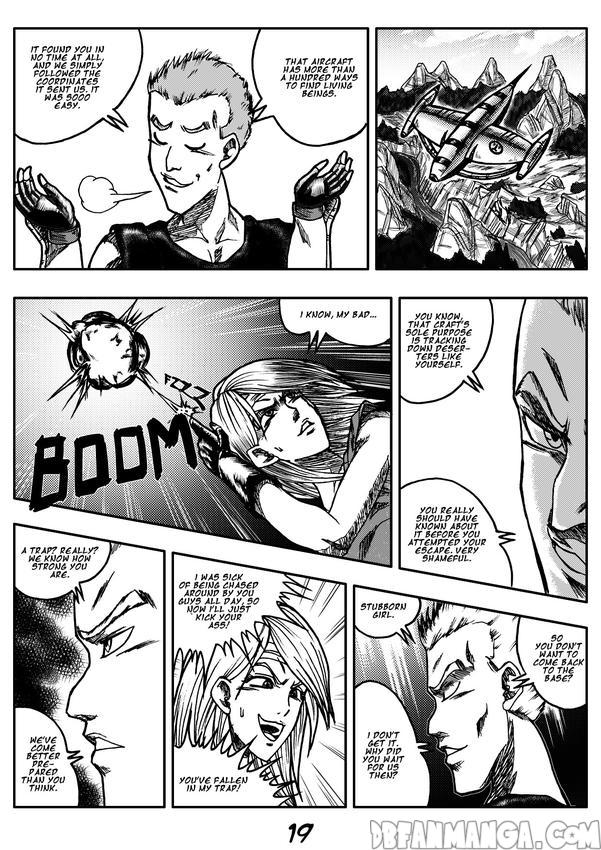 THAT AIRCRAFT
HAS MORE THAN
A HUNDRED WAYS
TO FIND LIVING
BEINGS.
IT FOUND YOU IN
NO TIME AT ALL,
AND WE SIMPLY
FOLLOWED THE
COORDINATES
IT SENT US. IT
WAS SOOO
EASY.
YOU KNOW,
THAT CRAFT'S
SOLE PURPOSE
IS TRACKING
DOWN DESER-
TERS LIKE
YOURSELF.
YOU REALLY
SHOULD HAVE
KNOWN ABOUT
IT BEFORE YOU
ATTEMPTED YOUR
ESCAPE. VERY
SHAMEFUL.
I KNOW, MY BAD...
BOOM
SO
YOU DON'T
WANT TO
COME BACK
TO THE
BASE?
STUBBORN
GIRL.
I DON'T
GET IT.
WHY DID
YOU WAIT
FOR US
THEN?
I WAS SICK
OF BEING CHASED
AROUND BY YOU
GUYS ALL DAY, SO
NOW I'LL JUST
KICK YOUR
ASS!
YOU'VE FALLEN
IN MY TRAP!
A TRAP? REALLY?
WE KNOW HOW
STRONG YOU
ARE.
WE'VE
COME
BETTER
PRE-
PARED
THAN YOU
THINK.
19
DBFANMANGA.COM